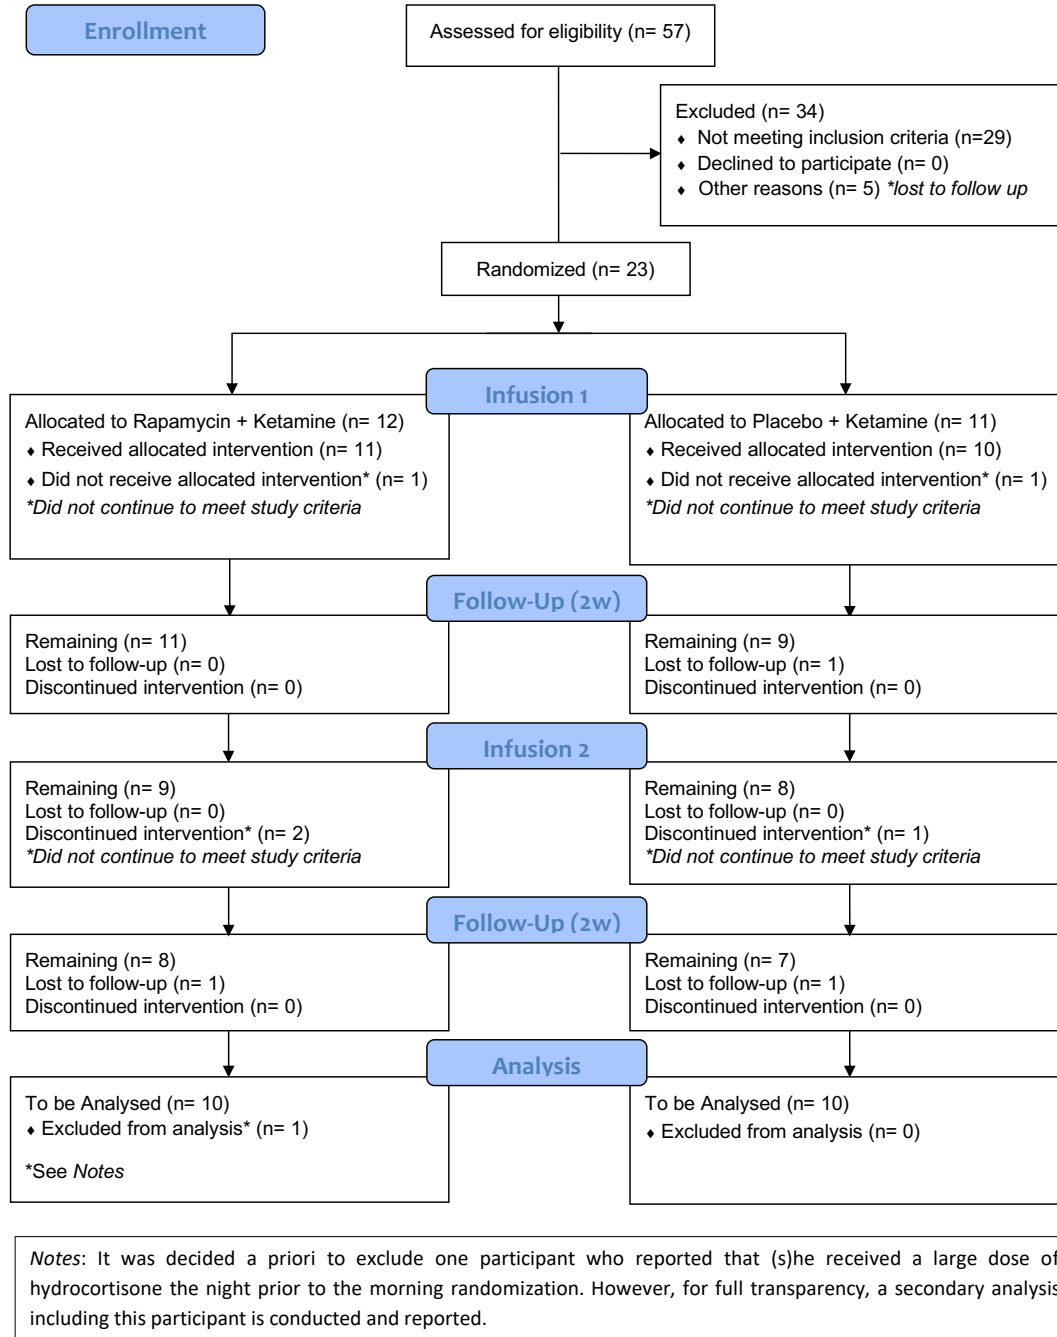 Enrollment
Assessed for eligibility (n= 57)
Excluded (n= 34)
♦ Not meeting inclusion criteria (n=29)
♦ Declined to participate (n= 0)
♦ Other reasons (n= 5) *lost to follow up
Randomized (n= 23)
Infusion 1
Allocated to Rapamycin + Ketamine (n= 12)
♦ Received allocated intervention (n= 11)
♦ Did not receive allocated intervention* (n= 1)
*Did not continue to meet study criteria
Allocated to Placebo + Ketamine (n= 11)
♦ Received allocated intervention (n= 10)
♦ Did not receive allocated intervention* (n= 1)
*Did not continue to meet study criteria
Follow-Up (2w)
Remaining (n= 11)
Lost to follow-up (n= 0)
Discontinued intervention (n= 0)
Remaining (n= 9)
Lost to follow-up (n= 1)
Discontinued intervention (n= 0)
Infusion 2
Remaining (n= 9)
Lost to follow-up (n= 0)
Discontinued intervention* (n= 2)
*Did not continue to meet study criteria
Remaining (n= 8)
Lost to follow-up (n= 0)
Discontinued intervention* (n= 1)
*Did not continue to meet study criteria
Follow-Up (2w)
Remaining (n= 8)
Lost to follow-up (n= 1)
Discontinued intervention (n= 0)
Remaining (n= 7)
Lost to follow-up (n= 1)
Discontinued intervention (n= 0)
Analysis
To be Analysed (n= 10)
♦ Excluded from analysis* (n= 1)
*See Notes
To be Analysed (n= 10)
♦ Excluded from analysis (n= 0)
Notes: It was decided a priori to exclude one participant who reported that (s)he received a large dose of
hydrocortisone the night prior to the morning randomization. However, for full transparency, a secondary analysis
including this participant is conducted and reported.